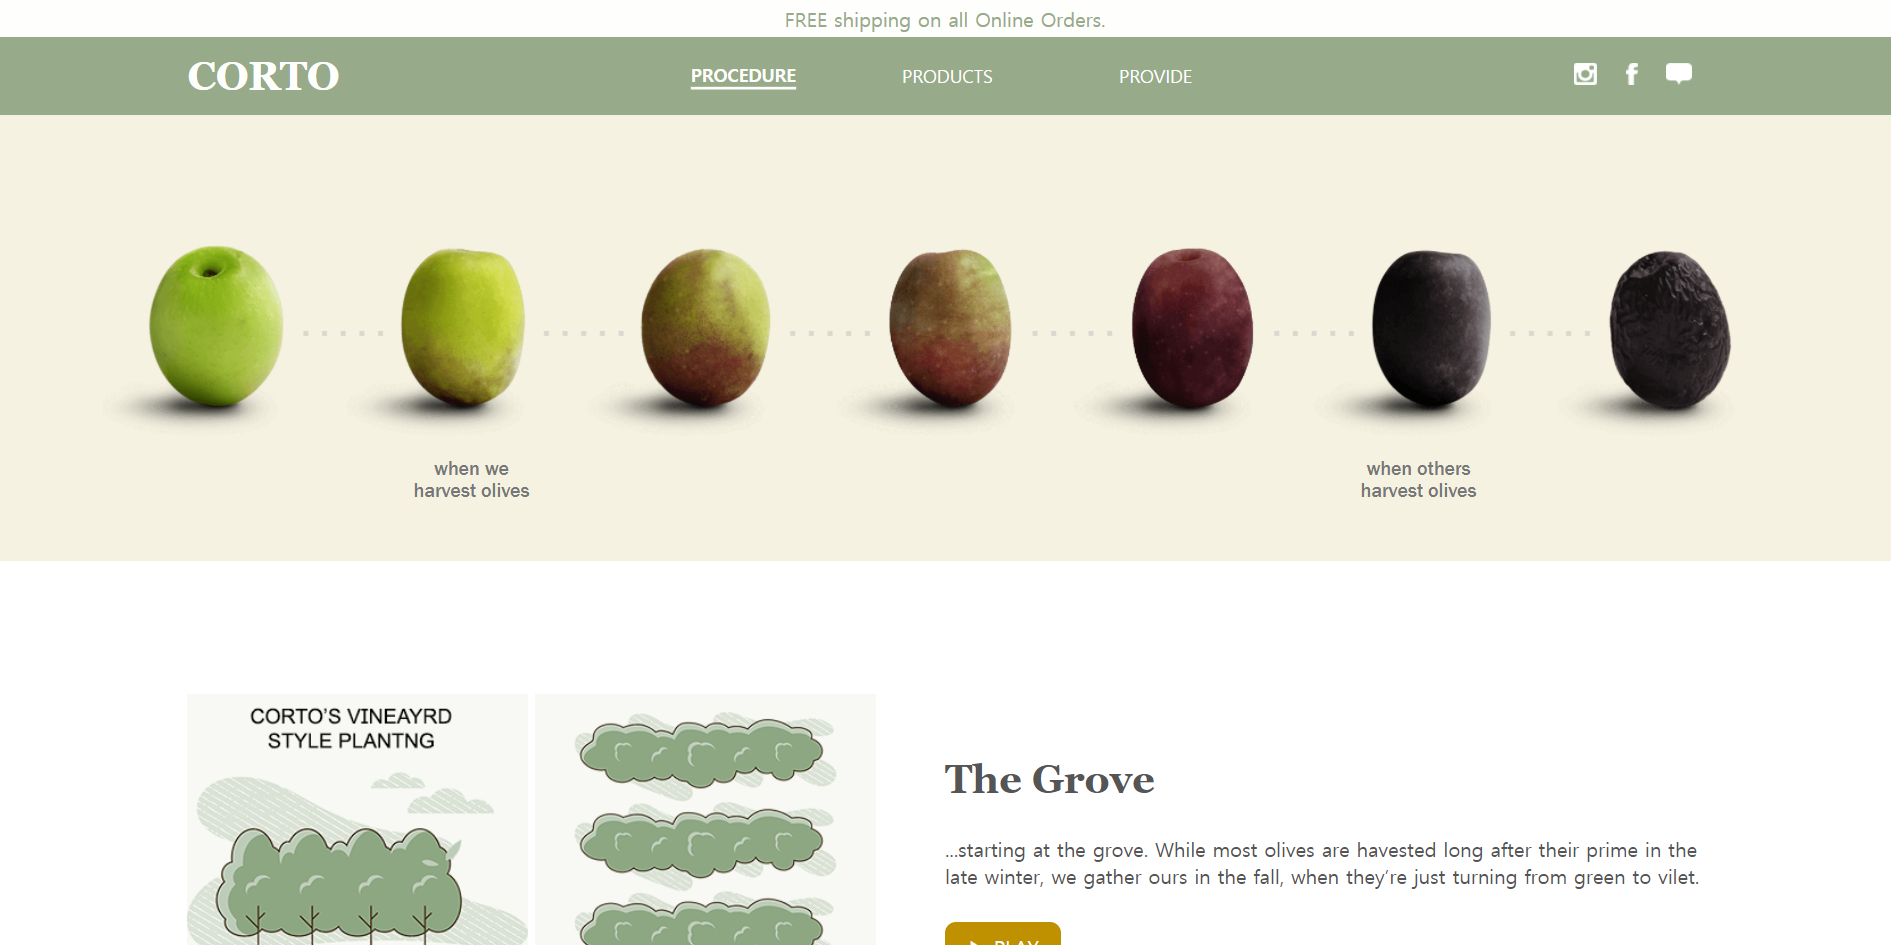 FREE shipping on all Online Orders.
CORTO
PROCEDURE
PRODUCTS
PROVIDE
when we
harvest olives
when others
harvest olives
CORTO'S VINEAYRD
STYLE PLANTNG
The Grove
...starting at the grove. While most olives are havested long after their prime in the
late winter, we gather ours in the fall, when they’re just turning from green to vilet.
PLAY